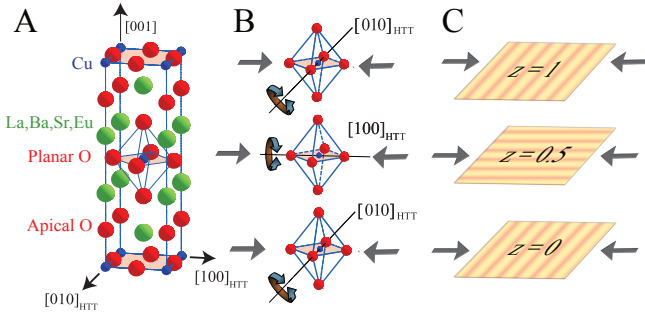 A
[001]
Cu
La,Ba,Sr,Eu
Planar O
Apical O
[010]HTT
[100]HTT
B
[010]HTT
[100]HTT
[010]HTT
C
z=1
z=0.5
z=0